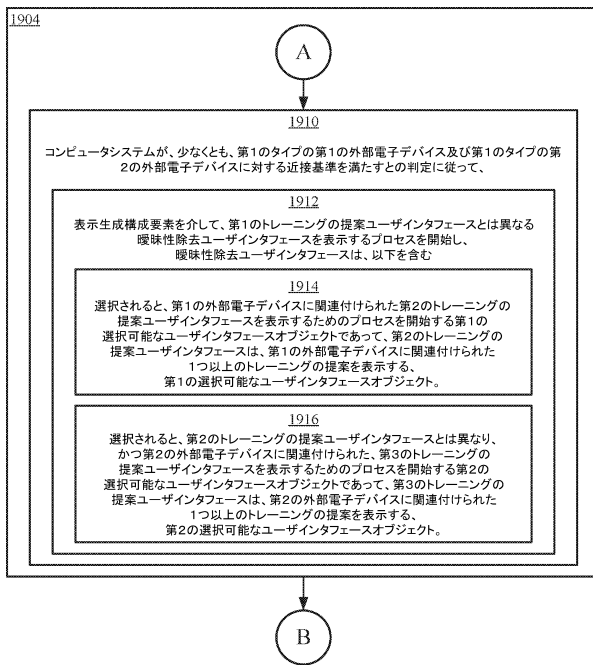 1904
A
1910
コンピュータシステムが、少なくとも、第1のタイプの第1の外部電子デバイス及び第1のタイプの第
2の外部電子デバイスに対する近接基準を満たすとの判定に従って、
1912
表示生成構成要素を介して、第1のトレーニングの提案ユーザインタフェースとは異なる
曖昧性除去ユーザインタフェースを表示するプロセスを開始し、
曖昧性除去ユーザインタフェースは、以下を含む
1914
選択されると、第1の外部電子デバイスに関連付けられた第2のトレーニングの
提案ユーザインタフェースを表示するためのプロセスを開始する第1の
選択可能なユーザインタフェースオブジェクトであって、第2のトレーニングの
提案ユーザインタフェースは、第1の外部電子デバイスに関連付けられた
1つ以上のトレーニングの提案を表示する、
第1の選択可能なユーザインタフェースオブジェクト。
1916
選択されると、第2のトレーニングの提案ユーザインタフェースとは異なり、
かつ第2の外部電子デバイスに関連付けられた、第3のトレーニングの
提案ユーザインタフェースを表示するためのプロセスを開始する第2の
選択可能なユーザインタフェースオブジェクトであって、第3のトレーニングの
提案ユーザインタフェースは、第2の外部電子デバイスに関連付けられた
1つ以上のトレーニングの提案を表示する、
第2の選択可能なユーザインタフェースオブジェクト。
B